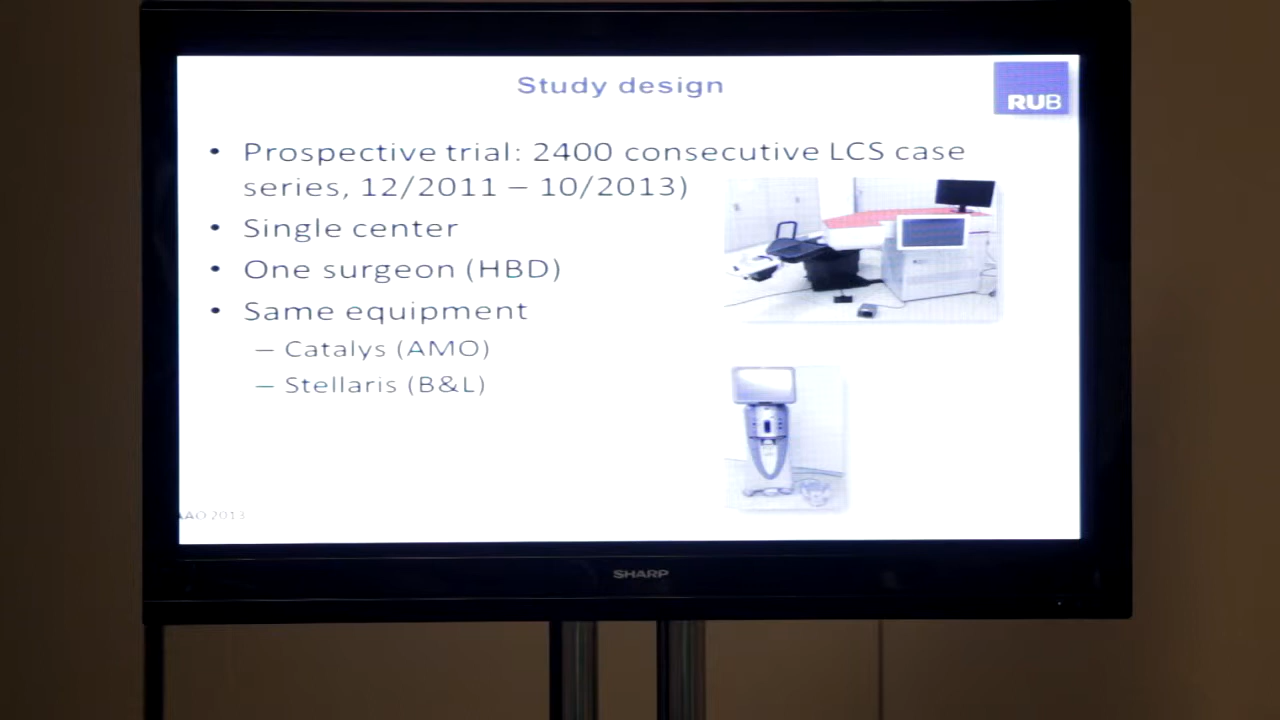 Study design
RUB
• Prospective trial: 2400 consecutive LCS case
series, 12/2011 – 10/2013)
• Single center
• One surgeon (HBD)
• Same equipment
– Catalys (AMO)
– Stellaris (B&L)
AAO 2013
SHARP